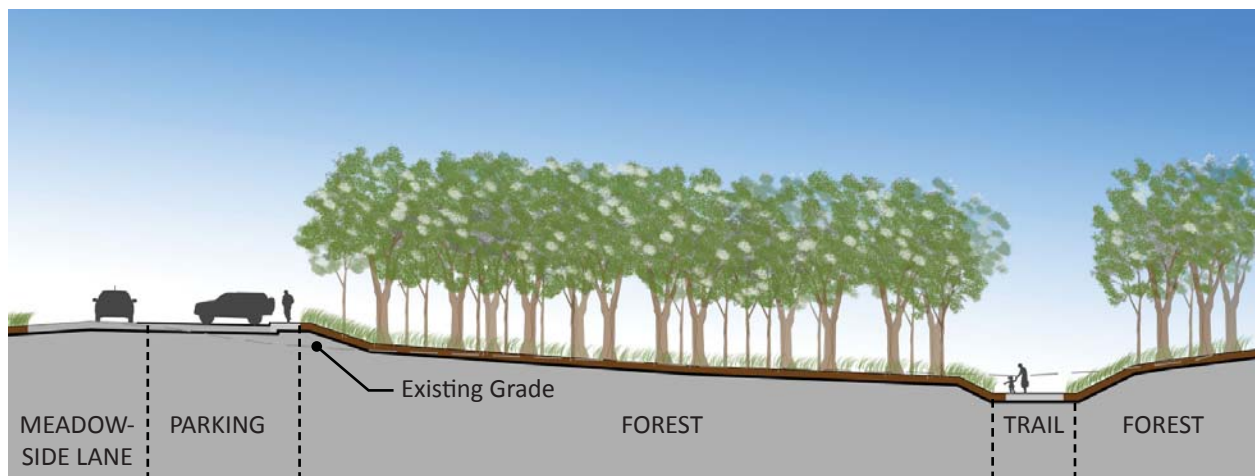 Existing Grade
MEADOW-
SIDE LANE
PARKING
FOREST
TRAIL
FOREST